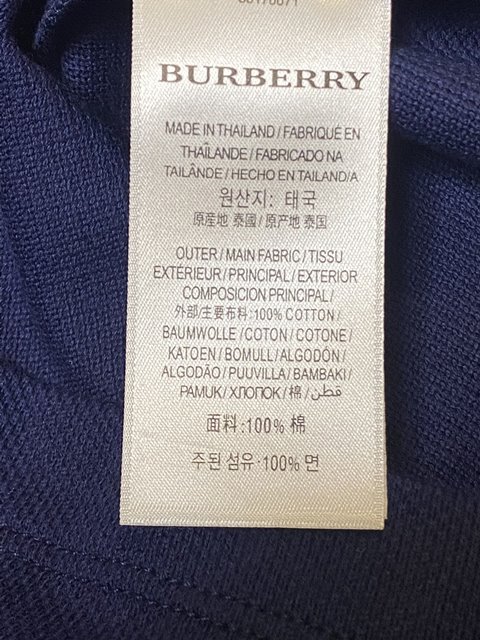 BURBERRY
MADE IN THAILAND / FABRIQUÉ EN
THAÏLANDE / FABRICADO NA
TAILÂNDIA / HECHO EN TAILAND/A
원산지: 태국
原産地 泰國 / 原产地 泰国
OUTER / MAIN FABRIC / TISSU
EXTÉRIEUR / PRINCIPAL / EXTERIOR
COMPOSICION PRINCIPAL /
外部/主要布料: 100% COTTON /
BAUMWOLLE / COTON / COTONE /
KATOEN / BOMULL / ALGODÓN /
ALGODÃO / PUUVILLA / BAMBAKI /
PAMUK / ХЛОПОК / 棉 / قطن /
面料: 100% 棉
주된 섬유·100% 면